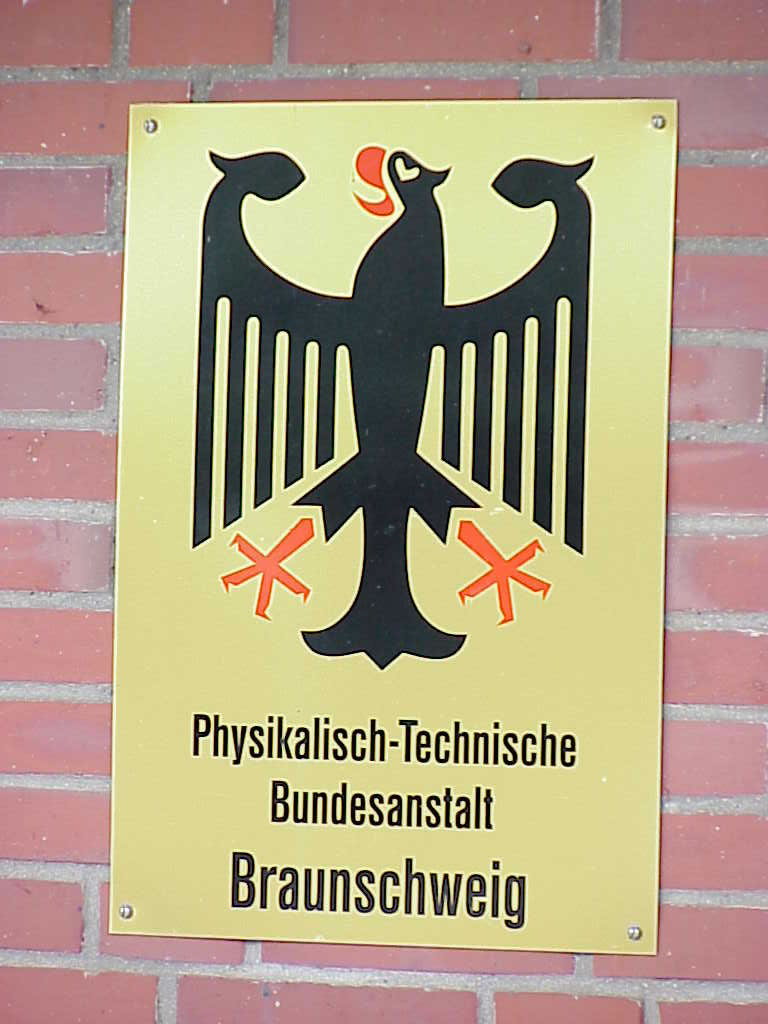 Physikalisch-Technische
Bundesanstalt
Braunschweig